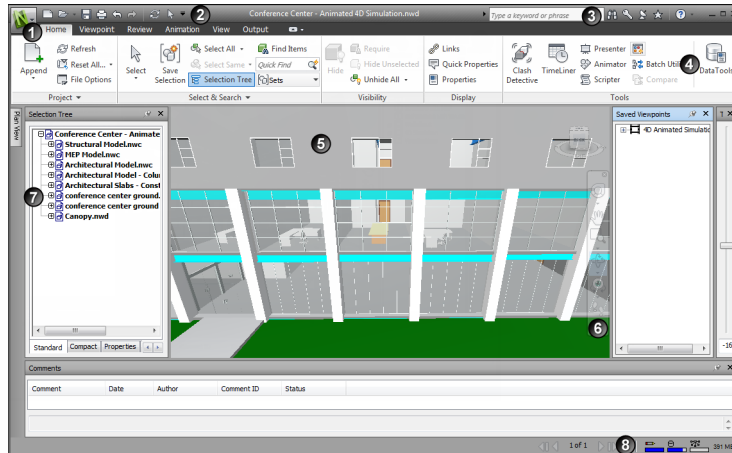 2 Conference Center - Animated 4D Simulation.nwd Type a keyword or phrase 3
1 Home Viewpoint Review Animation View Output
Append Refresh Reset All... File Options
Project
Select Save Selection Select All Select Same Selection Tree Find Items Quick Find Sets
Select & Search
Hide Require Hide Unselected Unhide All
Visibility
Links Quick Properties Properties
Display
Clash Detective TimeLiner Presenter Animator Scripter Batch Utili Compare 4 DataTools
Tools
Plan View
Selection Tree
Conference Center - Animate
Structural Model.nwc
MEP Model.nwc
Architectural Model.nwc
Architectural Model - Colu
Architectural Slabs - Const
7 conference center ground.
conference center ground
Canopy.nwd
Standard Compact Properties
5
6
Saved Viewpoints
4D Animated Simulatio
T
-16
Comments
Comment Date Author Comment ID Status
1 of 1 8 391 MB